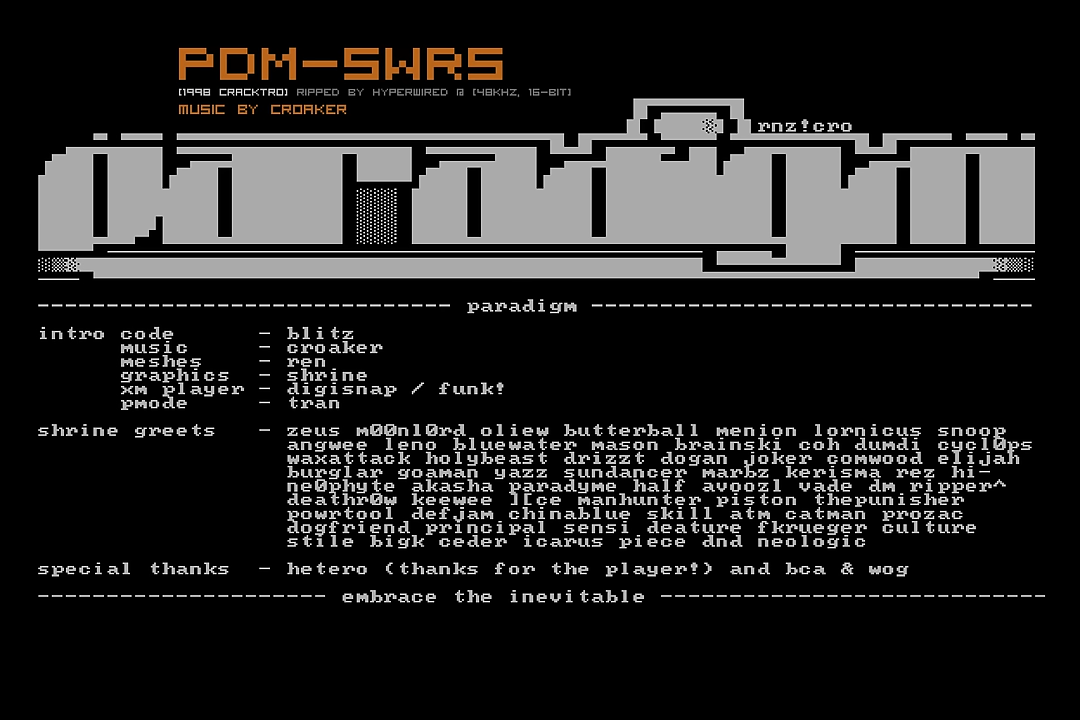 PDM-SWRS
[1998 CRACKTRO] RIPPED BY HYPERWIRED @ [48KHZ, 16-BIT]
MUSIC BY CROAKER
rnz!cro
paradigm
------------------------------- paradigm ---------------------------------
intro code - blitz
music - croaker
meshes - ren
graphics - shrine
xm player - digisnap / funk!
pmode - tran
shrine greets - zeus m00nl0rd oliew butterball menion lornicus snoop
angwee leno bluewater mason brainski coh dumdi cycl0ps
waxattack holybeast drizzt dogan joker comwood elijah
burglar goaman yazz sundancer marbz kerisma rez hi-
ne0phyte akasha paradyme half avoozl vade dm ripper^
deathr0w keewee ][ce manhunter piston thepunisher
powrtool defjam chinablue skill atm catman prozac
dogfriend principal sensi deature fkrueger culture
stile bigk ceder icarus piece dnd neologic
special thanks - hetero (thanks for the player!) and bca & wog
---------------------- embrace the inevitable -----------------------------